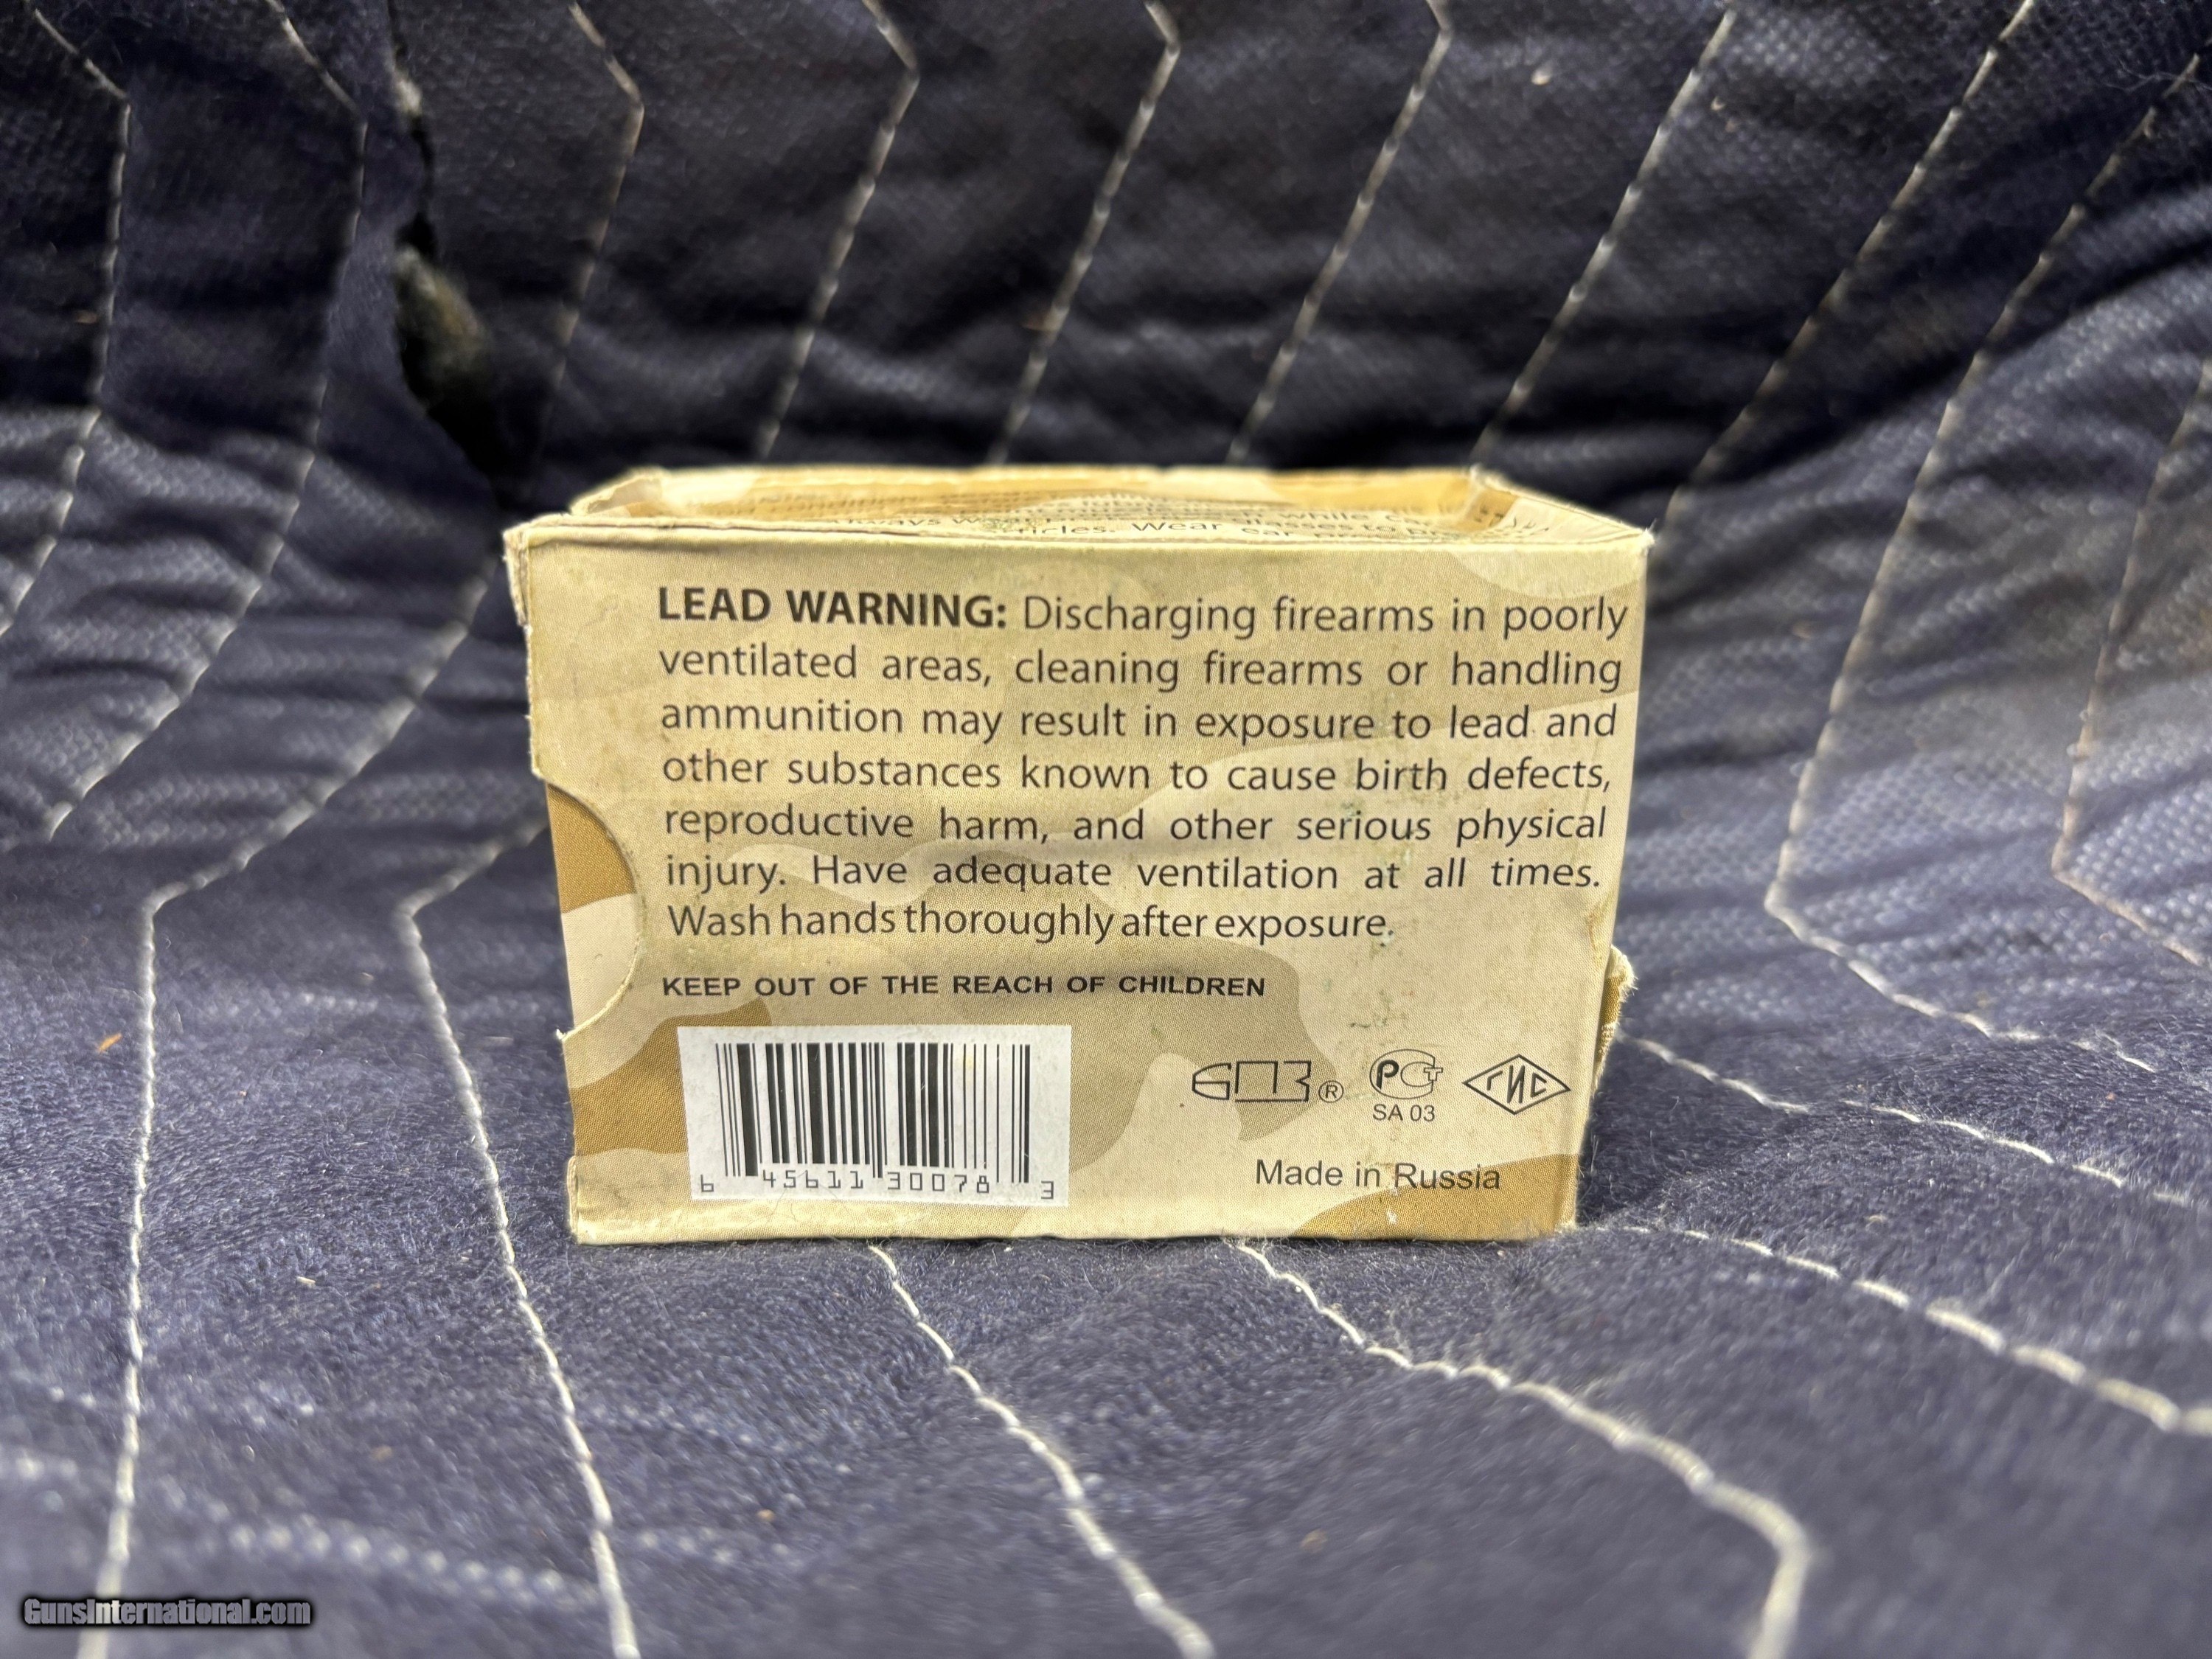 Always
Wear
LEAD WARNING: Discharging firearms in poorly
ventilated areas, cleaning firearms or handling
ammunition may result in exposure to lead and
other substances known to cause birth defects,
reproductive harm, and other serious physical
injury. Have adequate ventilation at all times.
Wash hands thoroughly after exposure.
KEEP OUT OF THE REACH OF CHILDREN
6 45611 30078 3
БПЗ®
РСТ
SA 03
ГИС
Made in Russia
GunsInternational.com